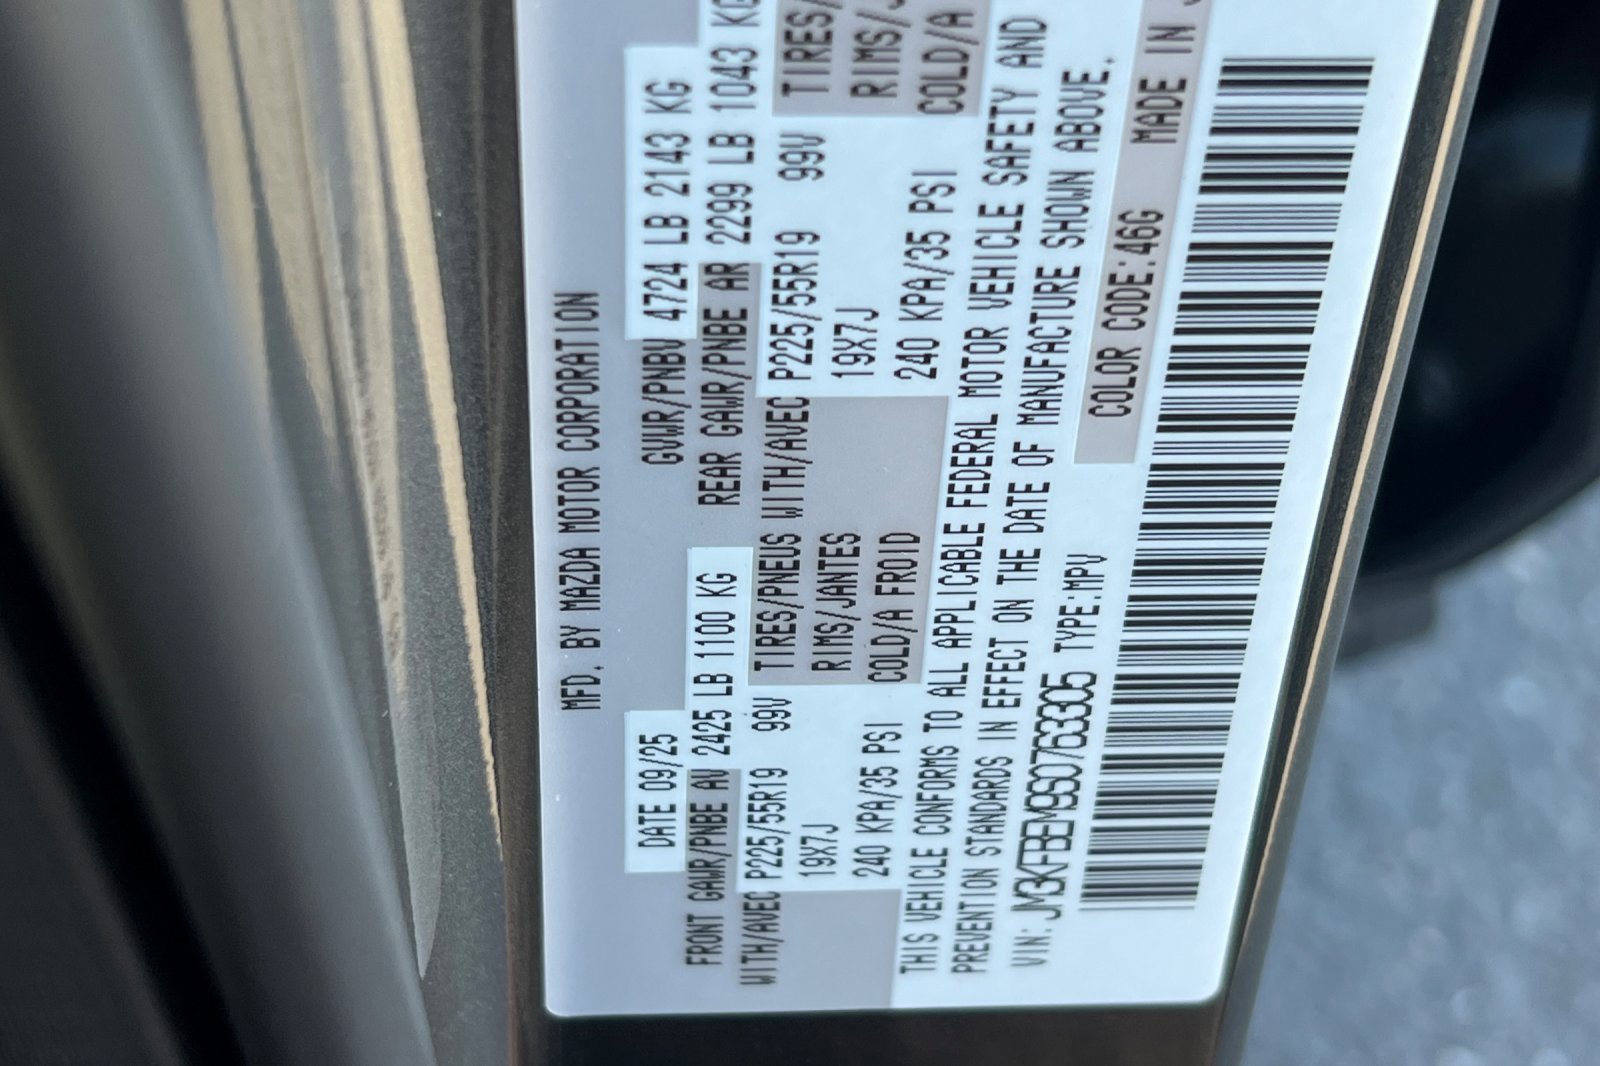 MFD. BY MAZDA MOTOR CORPORATION
DATE 09/25 GVWR/PNBV 4724 LB 2143 KG
FRONT GAWR/PNBE AV 2425 LB 1100 KG REAR GAWR/PNBE AR 2299 LB 1043 KG
WITH/AVEC P225/55R19 99V TIRES/PNEUS WITH/AVEC P225/55R19 99V TIRES/
19X7J RIMS/JANTES 19X7J RIMS/J
240 KPA/35 PSI COLD/A FROID 240 KPA/35 PSI COLD/A
THIS VEHICLE CONFORMS TO ALL APPLICABLE FEDERAL MOTOR VEHICLE SAFETY AND
PREVENTION STANDARDS IN EFFECT ON THE DATE OF MANUFACTURE SHOWN ABOVE.
VIN: JM3KFBEM9S0763305 TYPE:MPV COLOR CODE:46G MADE IN J